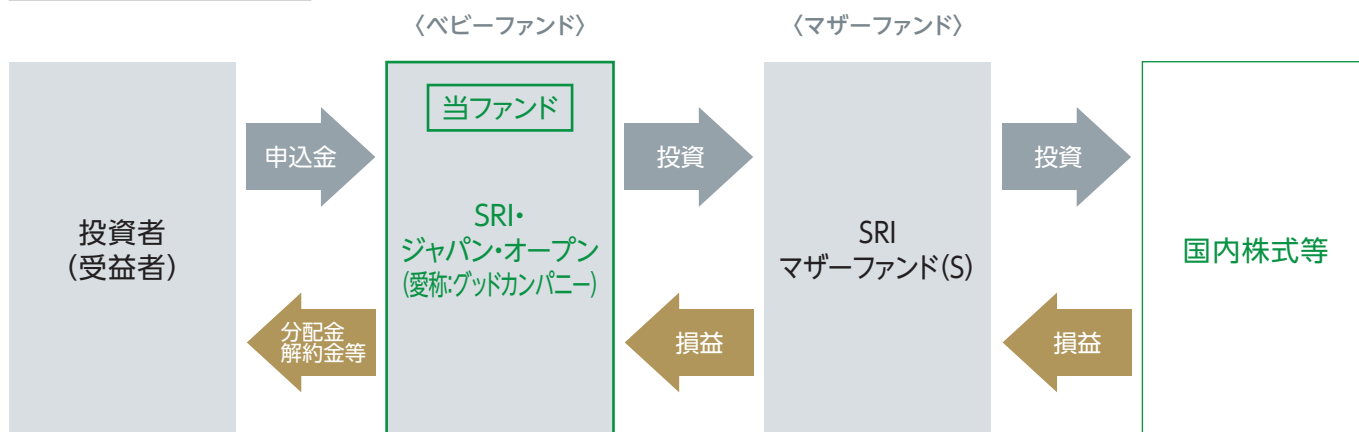 〈ベビーファンド〉
〈マザーファンド〉
投資者
(受益者)
申込金
分配金
解約金等
当ファンド
SRI・
ジャパン・オープン
(愛称:グッドカンパニー)
投資
損益
SRI
マザーファンド(S)
投資
損益
国内株式等